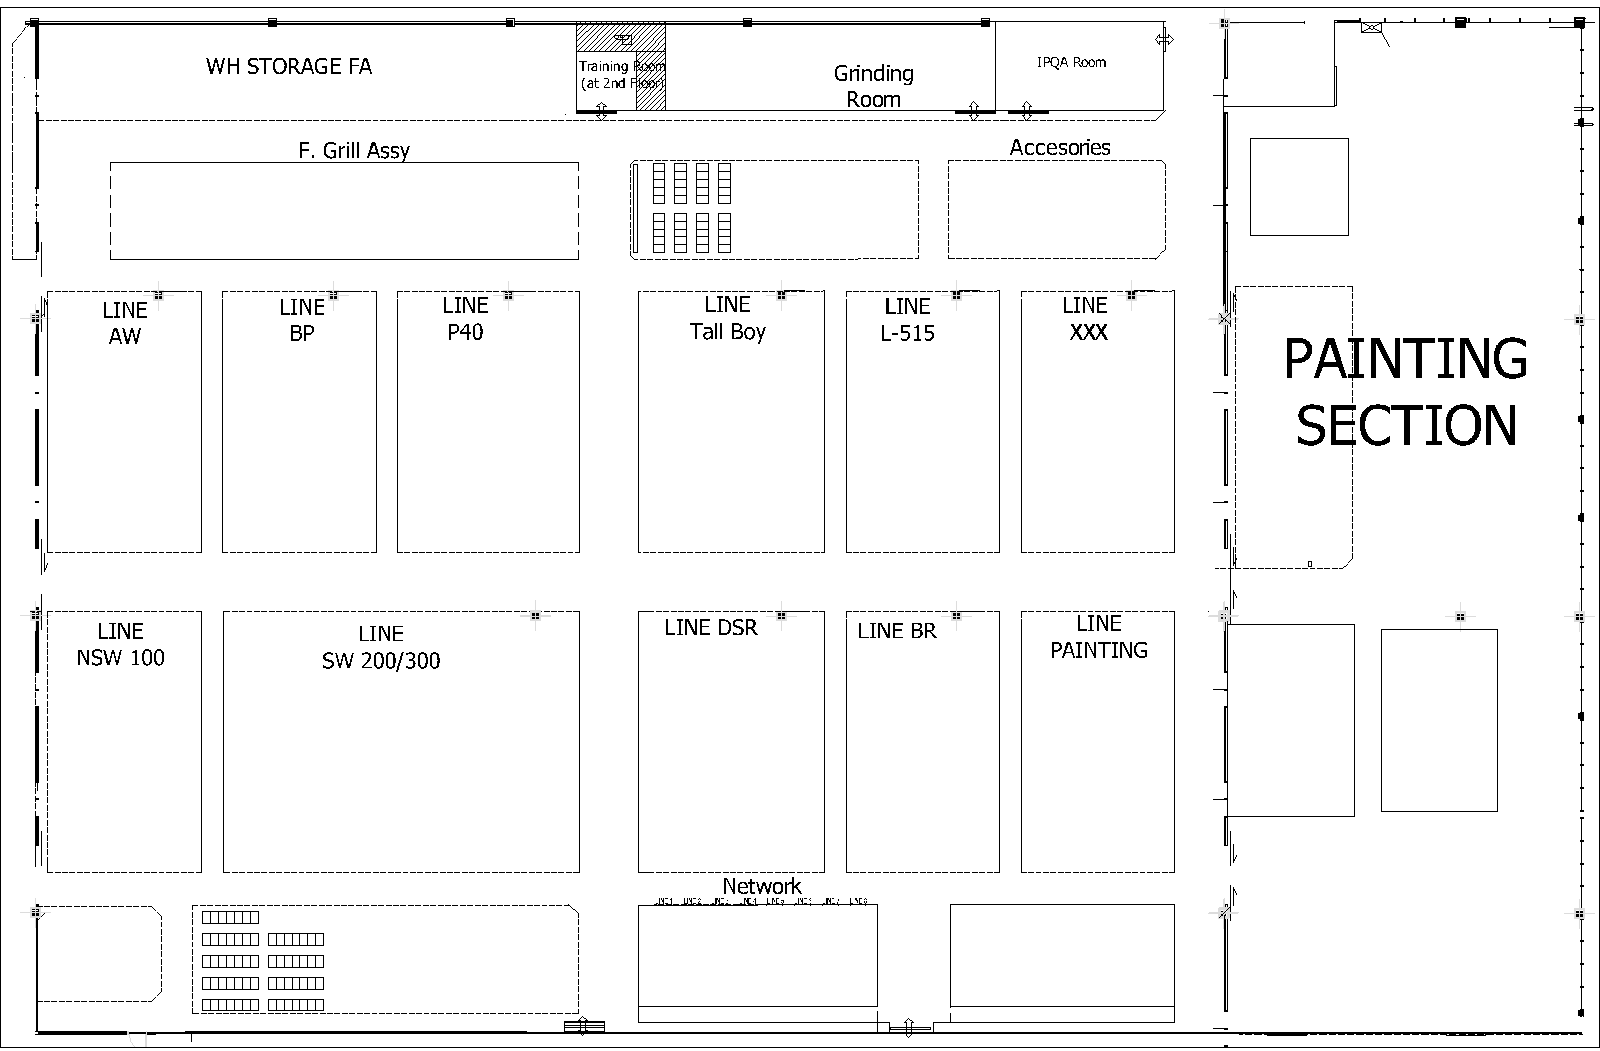 WH STORAGE FA
Training Room
(at 2nd Floor)
Grinding
Room
IPQA Room
F. Grill Assy
Accesories
LINE
AW
LINE
BP
LINE
P40
LINE
Tall Boy
LINE
L-515
LINE
XXX
PAINTING
SECTION
LINE
NSW 100
LINE
SW 200/300
LINE DSR
LINE BR
LINE
PAINTING
Network